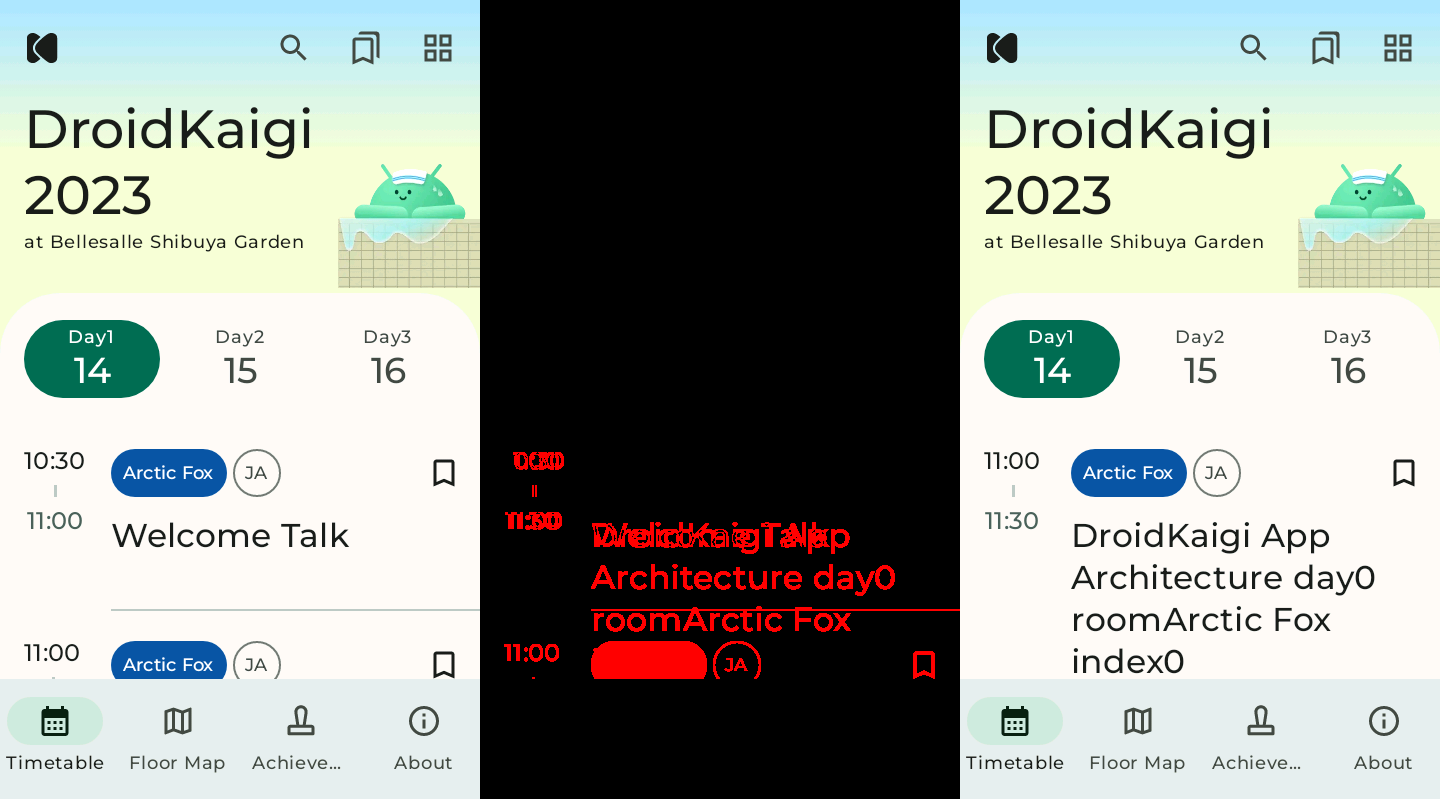 DroidKaigi
2023
at Bellesalle Shibuya Garden
Day1
14
Day2
15
Day3
16
10:30
11:00
Arctic Fox
JA
Welcome Talk
11:00
Arctic Fox
JA
Timetable
Floor Map
Achieve...
About
Architecture day0
roomArctic Fox
11:00
JA
DroidKaigi
2023
at Bellesalle Shibuya Garden
Day1
14
Day2
15
Day3
16
11:00
11:30
Arctic Fox
JA
DroidKaigi App
Architecture day0
roomArctic Fox
index0
Timetable
Floor Map
Achieve...
About